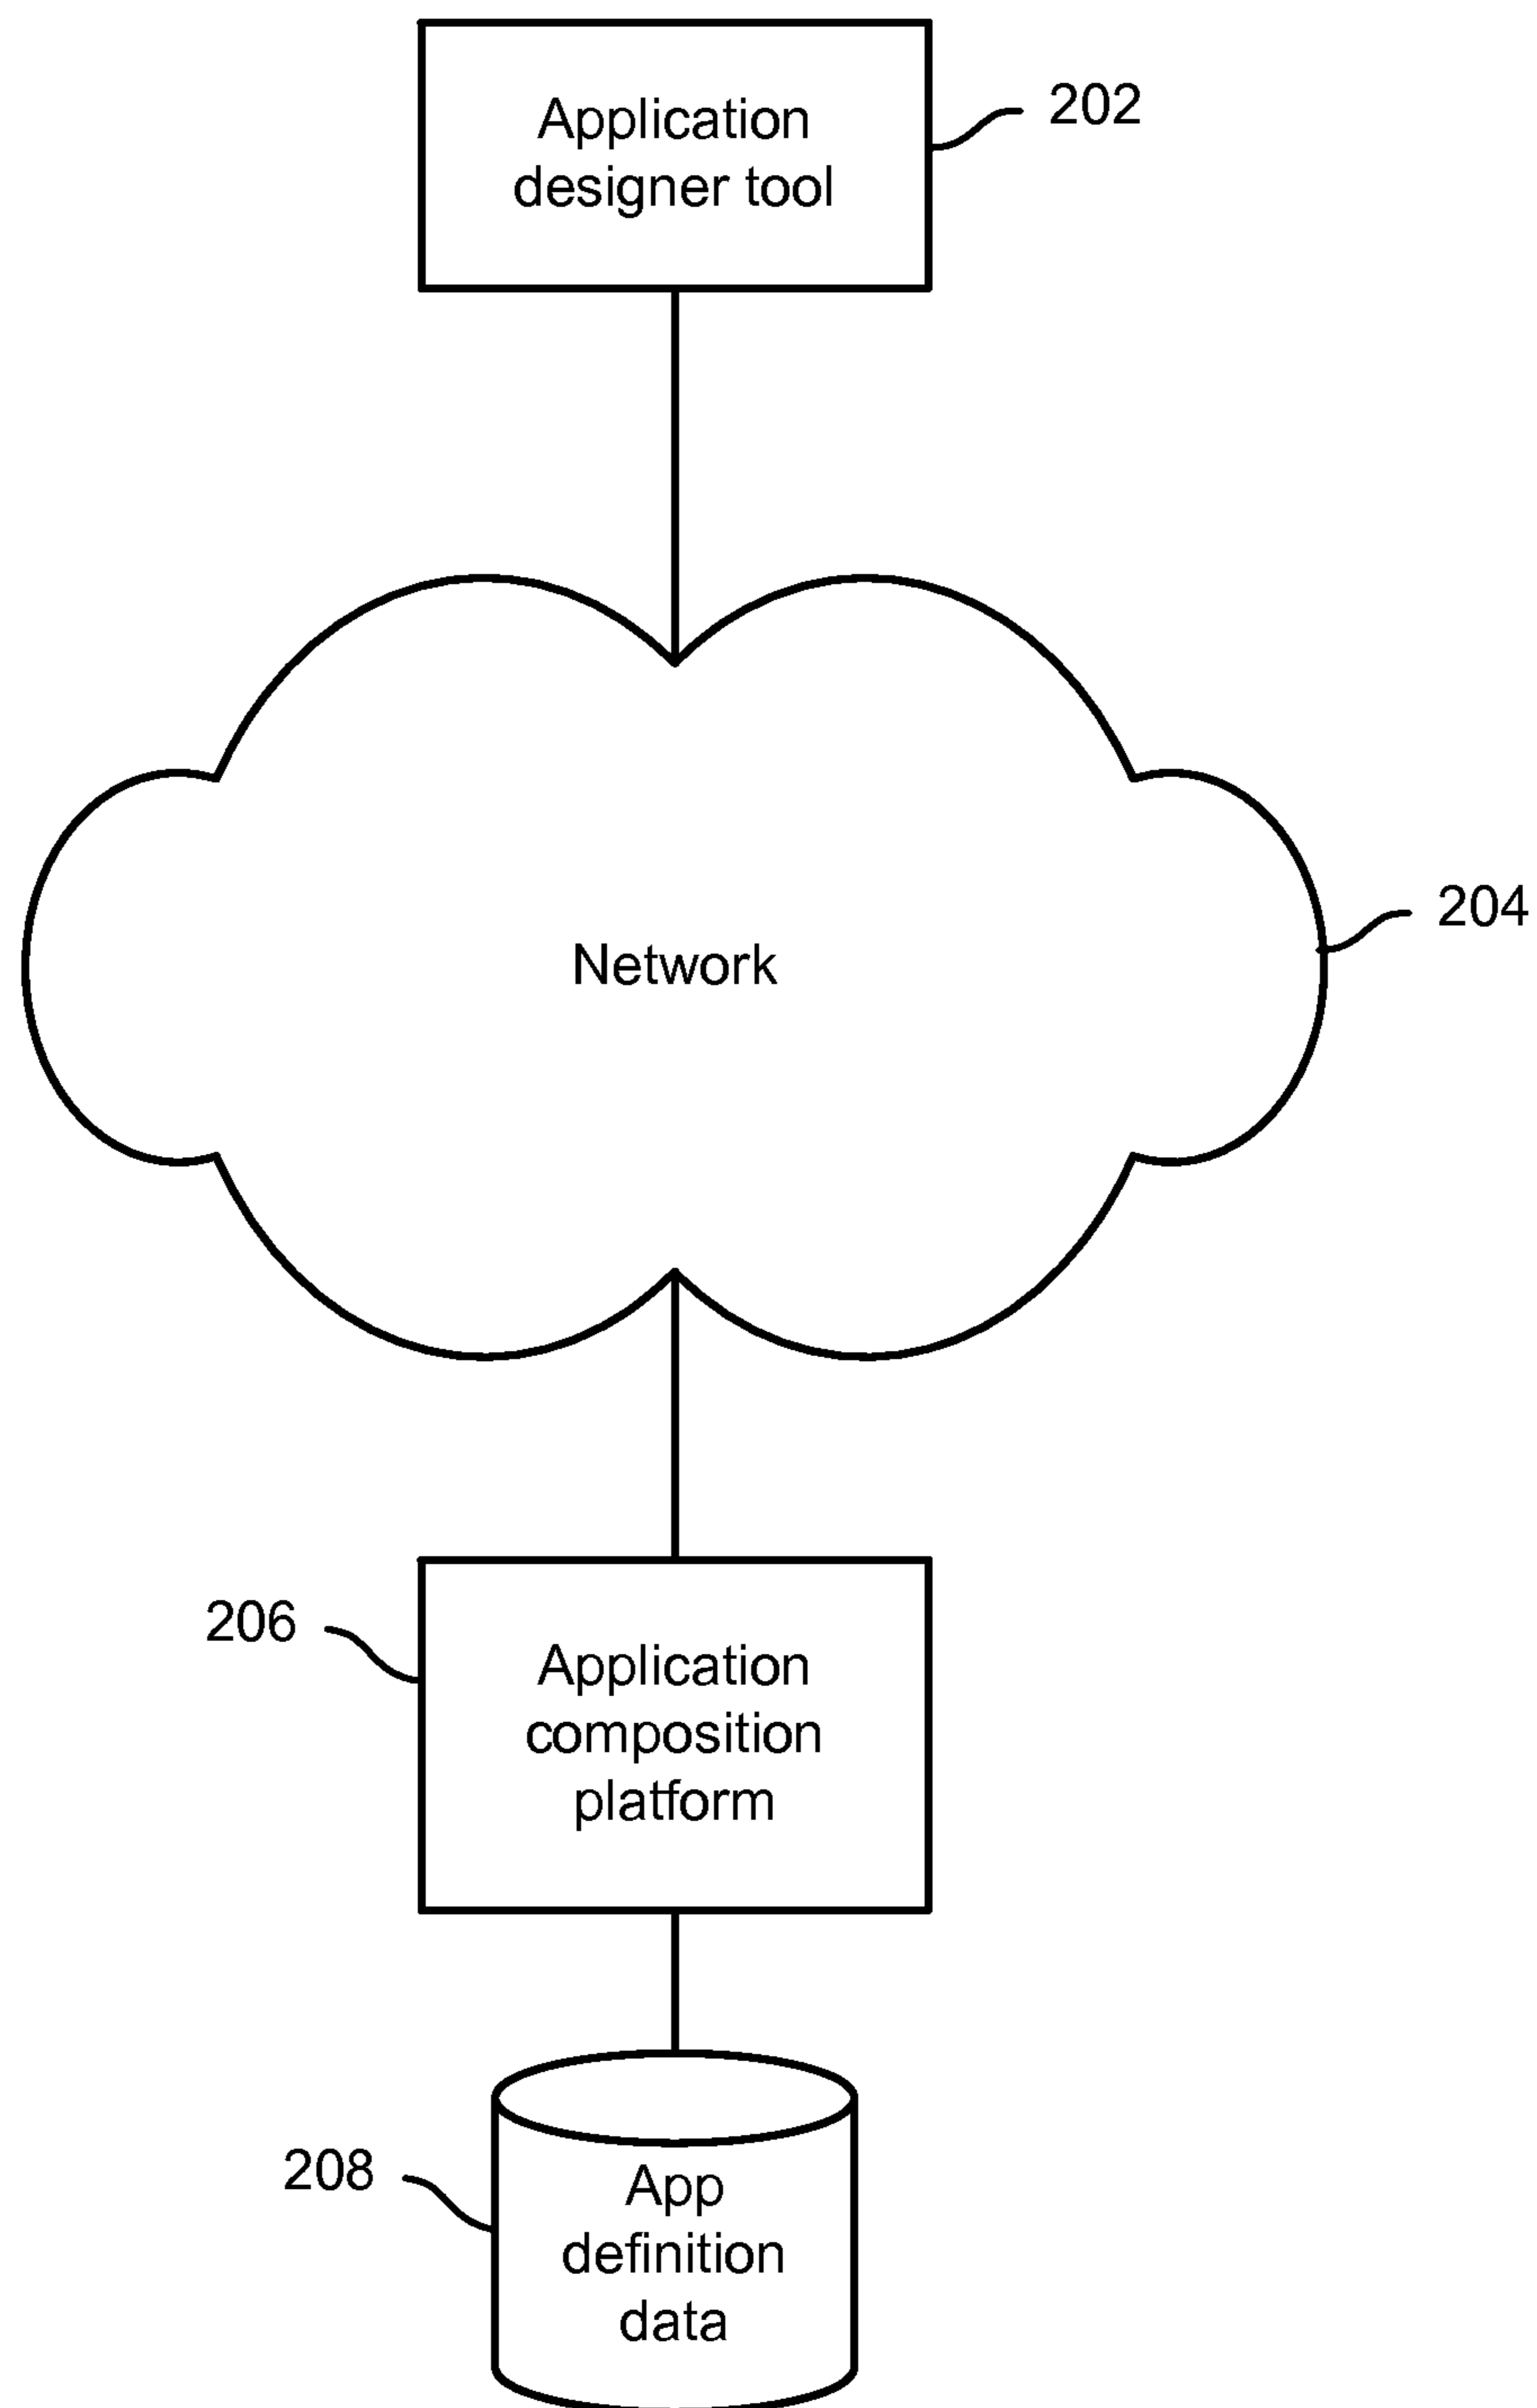 Application
designer tool
202
204
Network
206
Application
composition
platform
208
App
definition
data